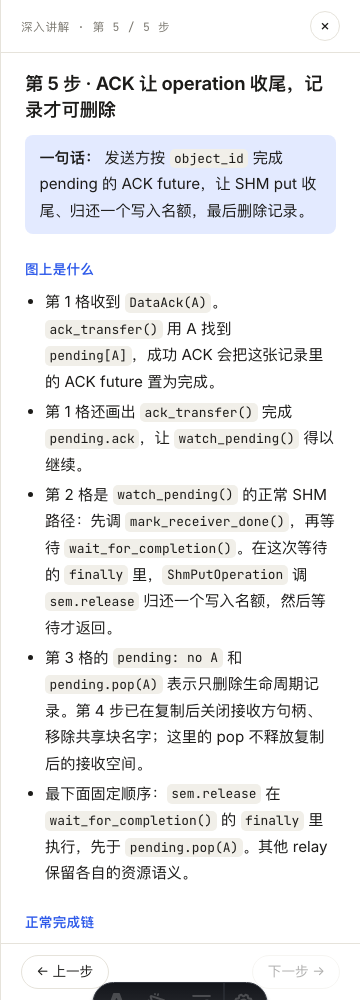 深入讲解 · 第 5 / 5 步
×
第 5 步 · ACK 让 operation 收尾，记
录才可删除
一句话： 发送方按 object_id 完成
pending 的 ACK future，让 SHM put 收
尾、归还一个写入名额，最后删除记录。
图上是什么
• 第 1 格收到 DataAck(A) 。
ack_transfer() 用 A 找到
pending[A] ，成功 ACK 会把这张记录里
的 ACK future 置为完成。
• 第 1 格还画出 ack_transfer() 完成
pending.ack ，让 watch_pending() 得以
继续。
• 第 2 格是 watch_pending() 的正常 SHM
路径：先调 mark_receiver_done() ，再等
待 wait_for_completion() 。在这次等待
的 finally 里， ShmPutOperation 调
sem.release 归还一个写入名额，然后等
待才返回。
• 第 3 格的 pending: no A 和
pending.pop(A) 表示只删除生命周期记
录。第 4 步已在复制后关闭接收方句柄、
移除共享块名字；这里的 pop 不释放复制
后的接收空间。
• 最下面固定顺序： sem.release 在
wait_for_completion() 的 finally 里
执行，先于 pending.pop(A) 。其他 relay
保留各自的资源语义。
正常完成链
← 上一步
下一步 →